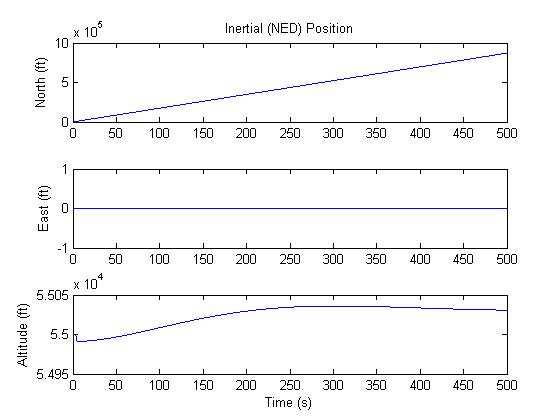 Inertial (NED) Position
x 10^5
10
5
0
North (ft)
0 50 100 150 200 250 300 350 400 450 500
1
0
-1
East (ft)
0 50 100 150 200 250 300 350 400 450 500
x 10^4
5.505
5.5
5.495
Altitude (ft)
0 50 100 150 200 250 300 350 400 450 500
Time (s)